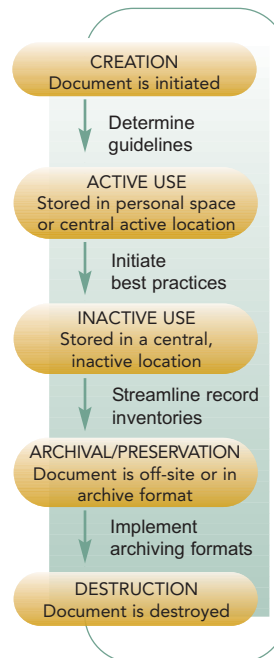 CREATION
Document is initiated
Determine
guidelines
ACTIVE USE
Stored in personal space
or central active location
Initiate
best practices
INACTIVE USE
Stored in a central,
inactive location
Streamline record
inventories
ARCHIVAL/PRESERVATION
Document is off-site or in
archive format
Implement
archiving formats
DESTRUCTION
Document is destroyed